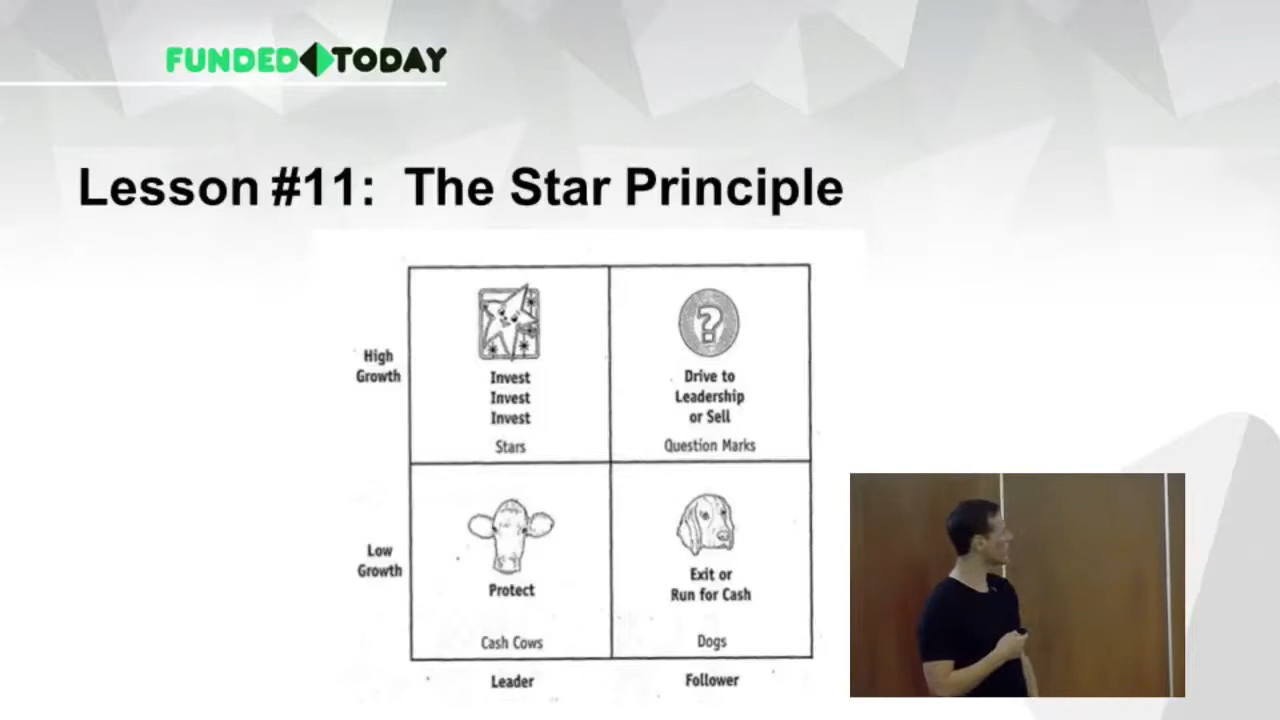 FUNDED TODAY
Lesson #11: The Star Principle
High
Growth
Invest
Invest
Invest
Stars
Drive to
Leadership
or Sell
Question Marks
Low
Growth
Protect
Cash Cows
Exit or
Run for Cash
Dogs
Leader
Follower